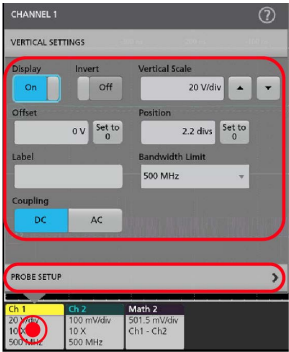 CHANNEL 1 ?
VERTICAL SETTINGS
Display Invert Vertical Scale
On Off 20 V/div
Offset Position
0 V Set to 0 2.2 divs Set to 0
Label Bandwidth Limit
500 MHz
Coupling
DC AC
PROBE SETUP
Ch 1 Ch 2 Math 2
20 V/div 100 mV/div 501.5 mV/div
10 X 10 X Ch1 - Ch2
500 MHz 500 MHz